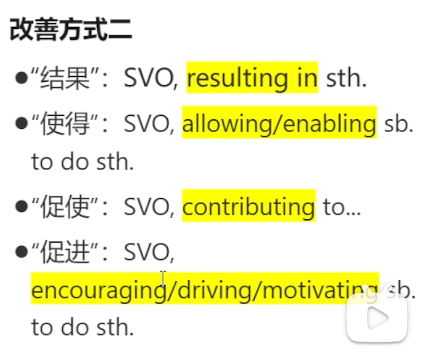 改善方式二
●“结果”：SVO, resulting in sth.
●“使得”：SVO, allowing/enabling sb.
to do sth.
●“促使”：SVO, contributing to...
●“促进”：SVO,
encouraging/driving/motivating sb.
to do sth.